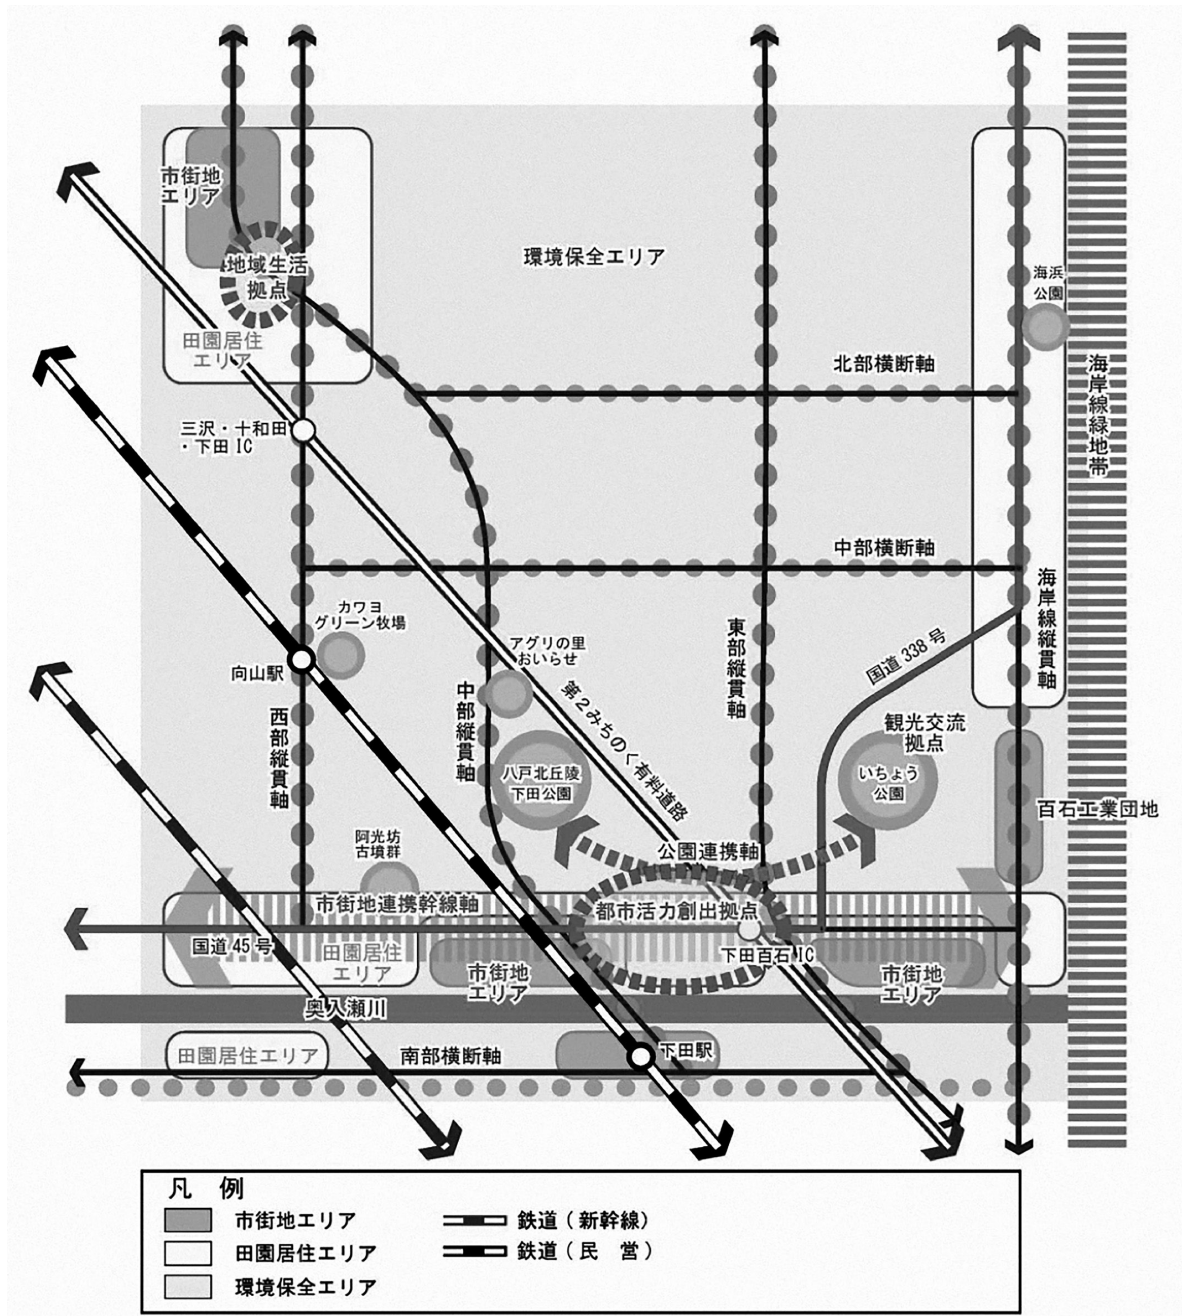 市街地
エリア
地域生活
拠点
田園居住
エリア
環境保全エリア
海浜
公園
北部横断軸
海岸線緑地帯
三沢・十和田
・下田 IC
中部横断軸
海岸線縦貫軸
カワヨ
グリーン牧場
向山駅
アグリの里
おいらせ
東部縦貫軸
国道 338 号
中部縦貫軸
第2みちのく有料道路
西部縦貫軸
観光交流
拠点
八戸北丘陵
下田公園
いちょう
公園
百石工業団地
阿光坊
古墳群
公園連携軸
市街地連携幹線軸
都市活力創出拠点
国道 45 号
田園居住
エリア
下田百石 IC
市街地
エリア
市街地
エリア
奥入瀬川
田園居住エリア
南部横断軸
下田駅
凡 例
市街地エリア
田園居住エリア
環境保全エリア
鉄道 ( 新幹線 )
鉄道 ( 民 営 )